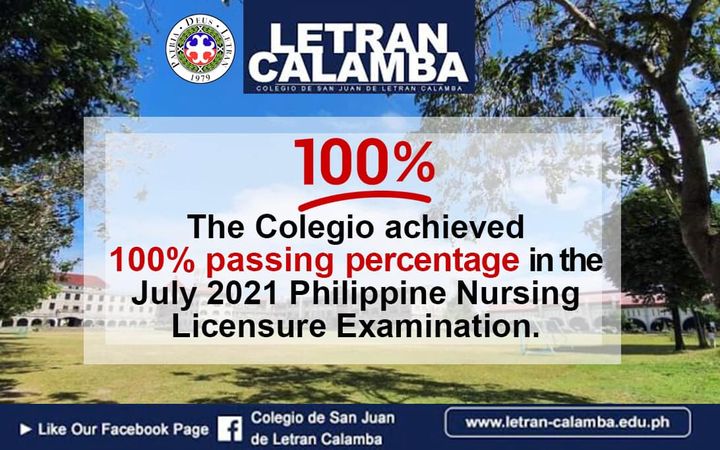 PATRIA DEUS LETRAN
1979
LETRAN
CALAMBA
COLEGIO DE SAN JUAN DE LETRAN CALAMBA
100%
The Colegio achieved
100% passing percentage in the
July 2021 Philippine Nursing
Licensure Examination.
► Like Our Facebook Page
f
Colegio de San Juan
de Letran Calamba
www.letran-calamba.edu.ph